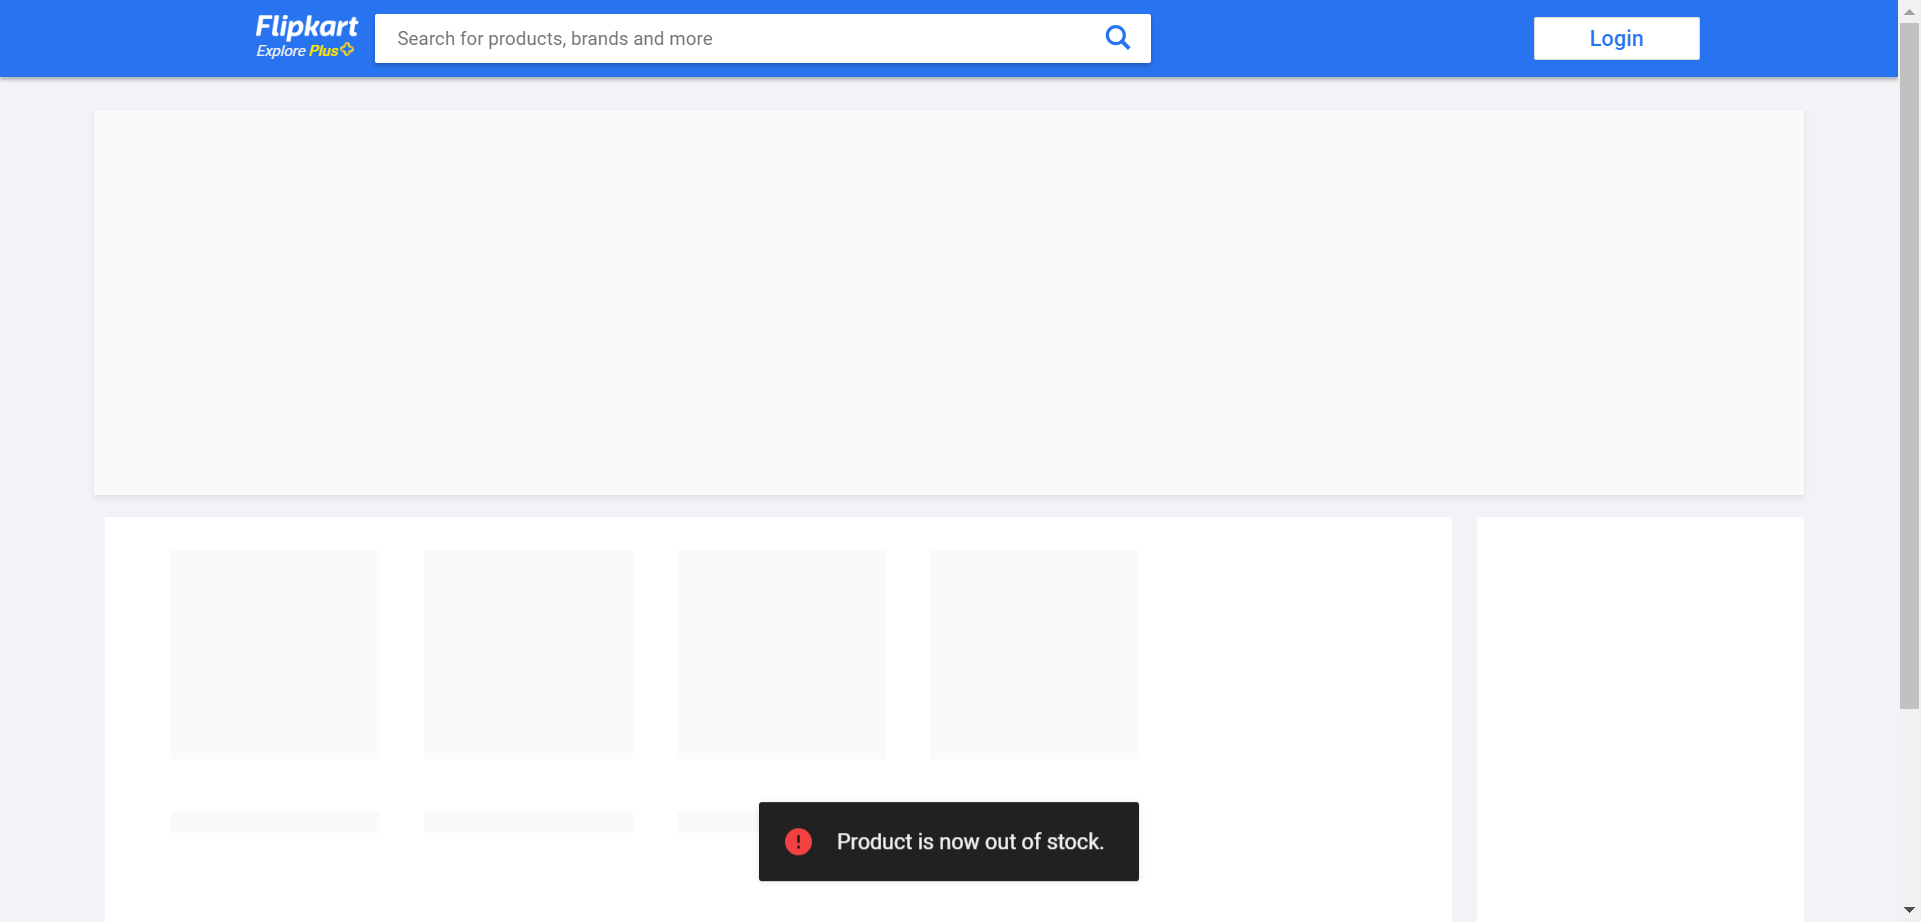 Flipkart
Explore Plus
Search for products, brands and more
Login
Product is now out of stock.